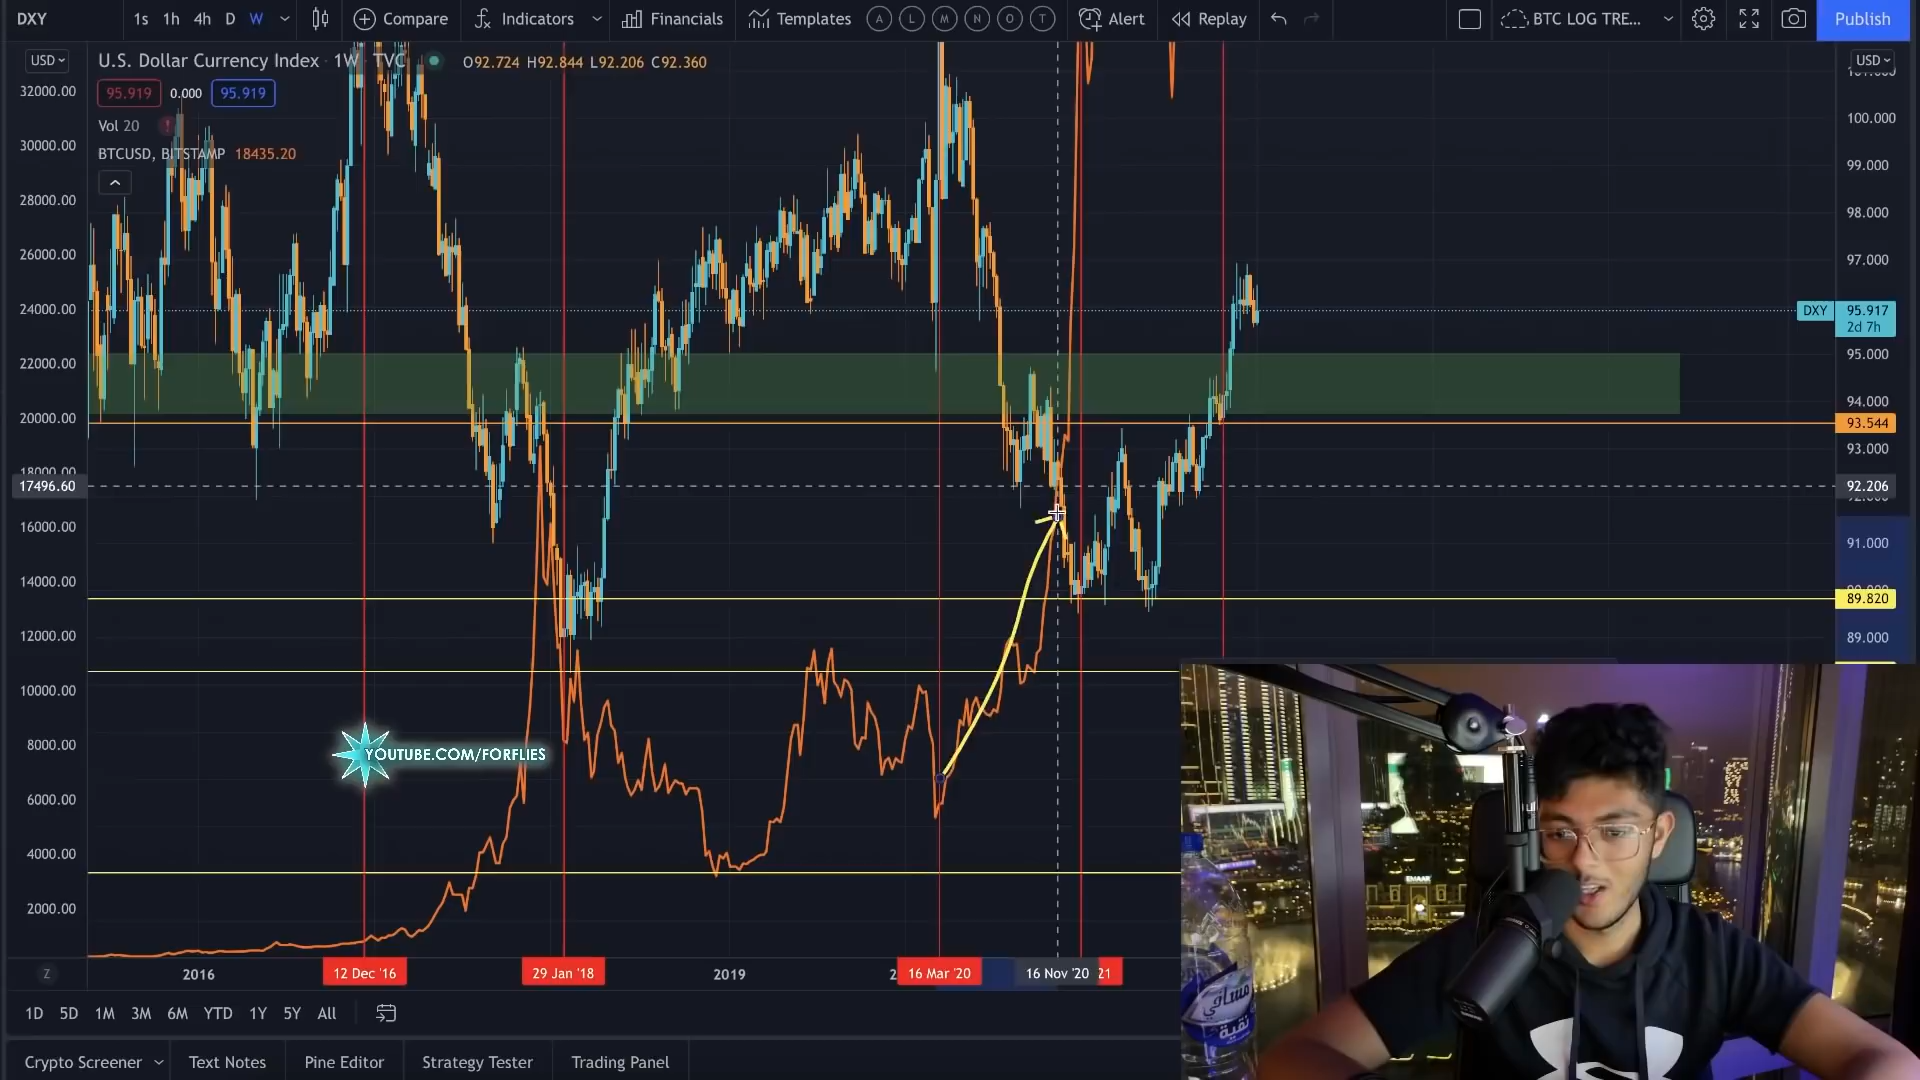 DXY 1s 1h 4h D W Compare Indicators Financials Templates A L M N O T Alert Replay BTC LOG TRE... Publish
USD
U.S. Dollar Currency Index · 1W · TVC O92.724 H92.844 L92.206 C92.360
USD
95.919 0.000 95.919
Vol 20
BTCUSD, BITSTAMP 18435.20
32000.00
30000.00
28000.00
26000.00
24000.00
22000.00
20000.00
18000.00
17496.60
16000.00
14000.00
12000.00
10000.00
8000.00
6000.00
4000.00
2000.00
100.000
99.000
98.000
97.000
DXY 95.917
2d 7h
95.000
94.000
93.544
93.000
92.206
91.000
89.820
89.000
YOUTUBE.COM/FORFLIES
EMAAR
مسافي
نقية
Z 2016 12 Dec '16 29 Jan '18 2019 2 16 Mar '20 16 Nov '20 21
1D 5D 1M 3M 6M YTD 1Y 5Y All
Crypto Screener Text Notes Pine Editor Strategy Tester Trading Panel